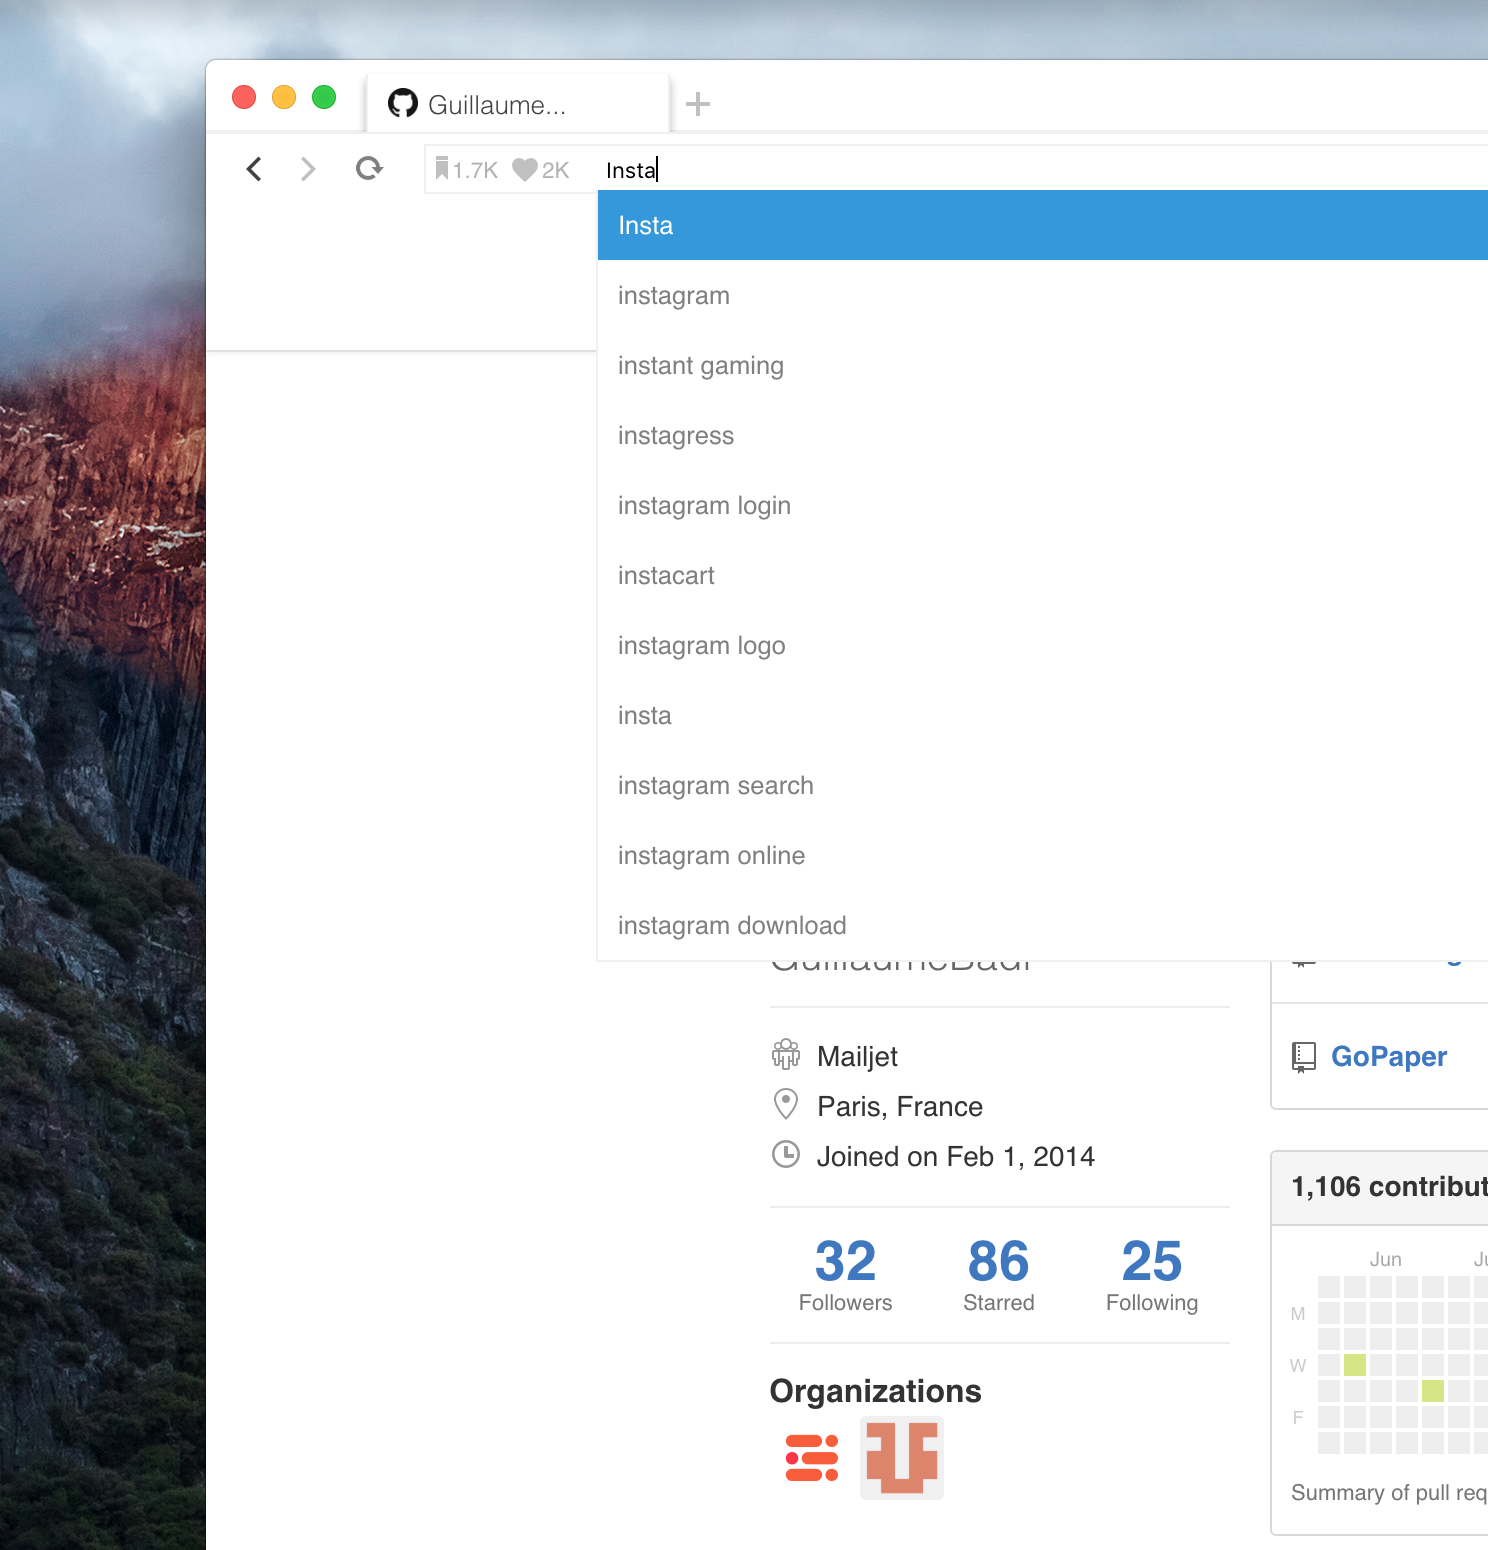 Guillaume...
1.7K 2K Insta
Insta
instagram
instant gaming
instagress
instagram login
instacart
instagram logo
insta
instagram search
instagram online
instagram download
Mailjet
Paris, France
Joined on Feb 1, 2014
32 86 25
Followers Starred Following
Organizations
GoPaper
1,106 contribut
Jun Ju
M
W
F
Summary of pull req